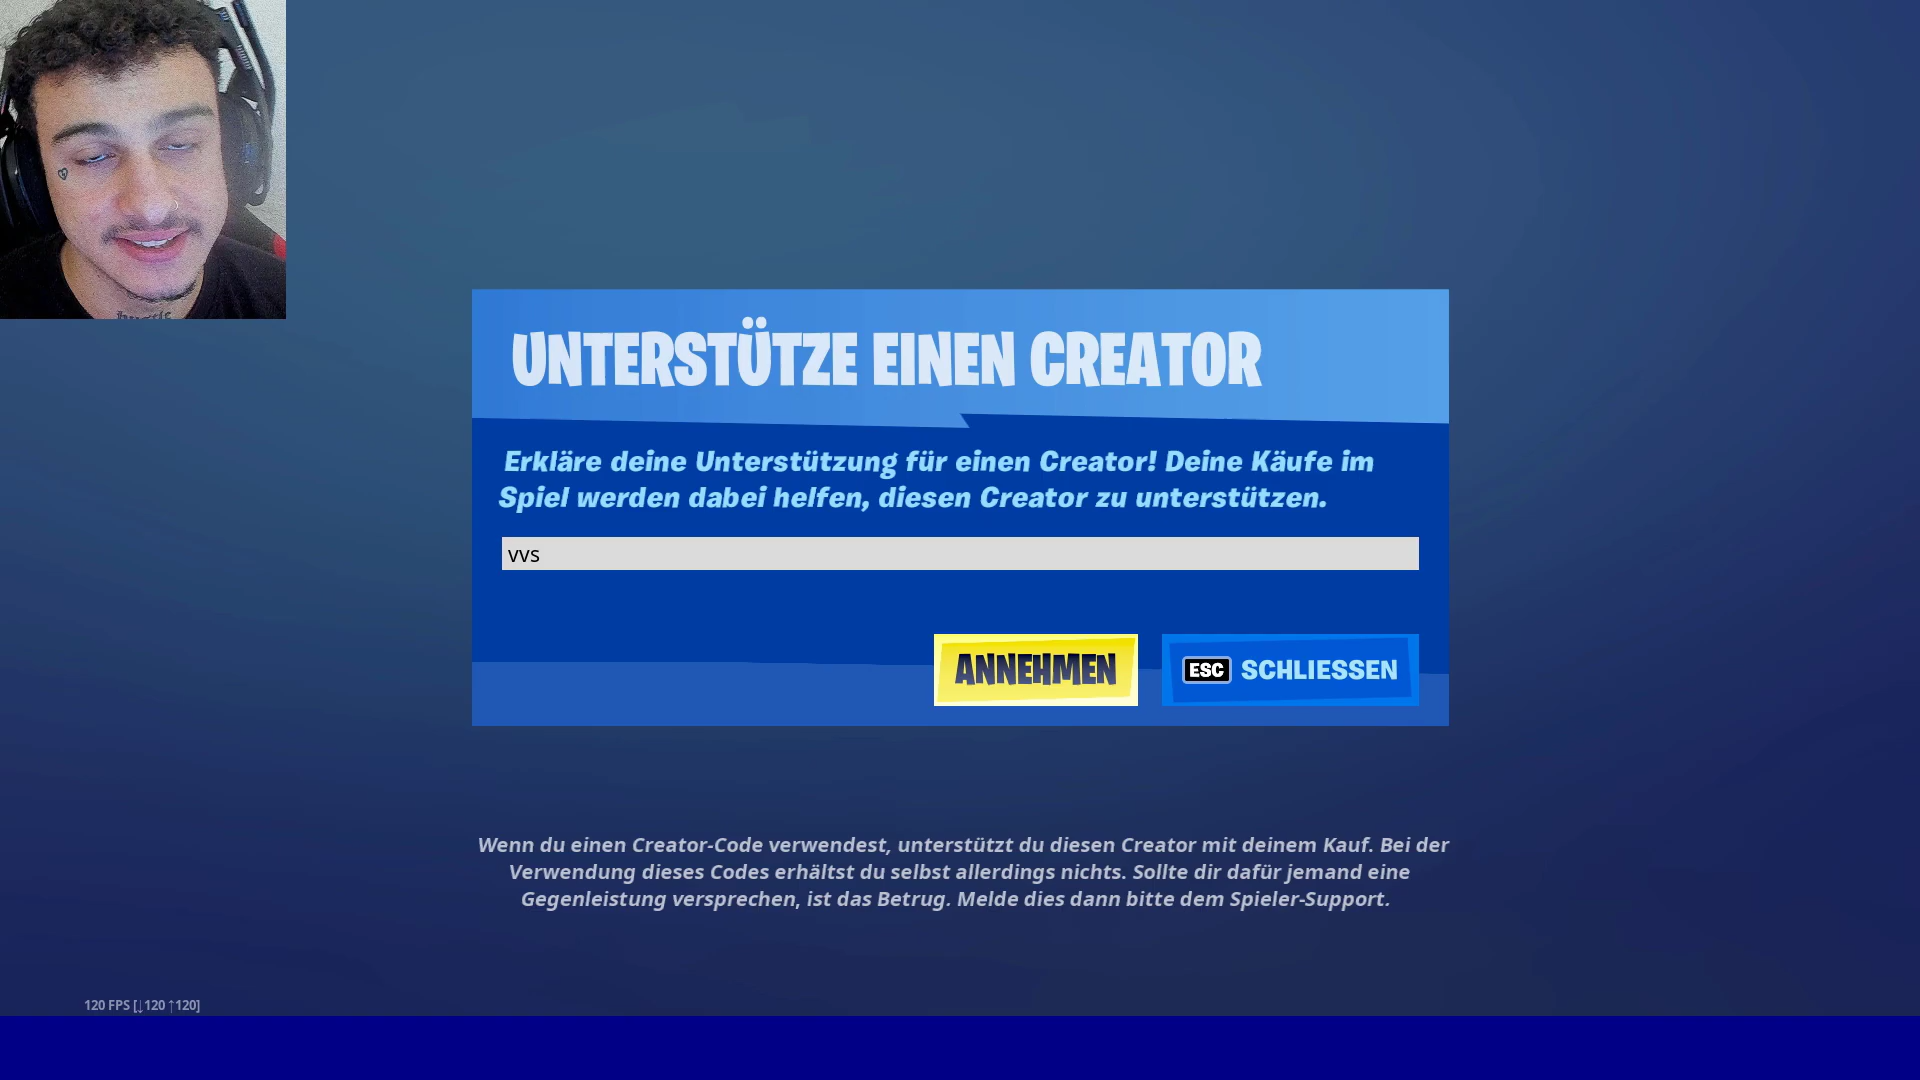 UNTERSTÜTZE EINEN CREATOR
Erkläre deine Unterstützung für einen Creator! Deine Käufe im
Spiel werden dabei helfen, diesen Creator zu unterstützen.
vvs
ANNEHMEN
ESC SCHLIESSEN
Wenn du einen Creator-Code verwendest, unterstützt du diesen Creator mit deinem Kauf. Bei der
Verwendung dieses Codes erhältst du selbst allerdings nichts. Sollte dir dafür jemand eine
Gegenleistung versprechen, ist das Betrug. Melde dies dann bitte dem Spieler-Support.
120 FPS [↓120 ↑120]